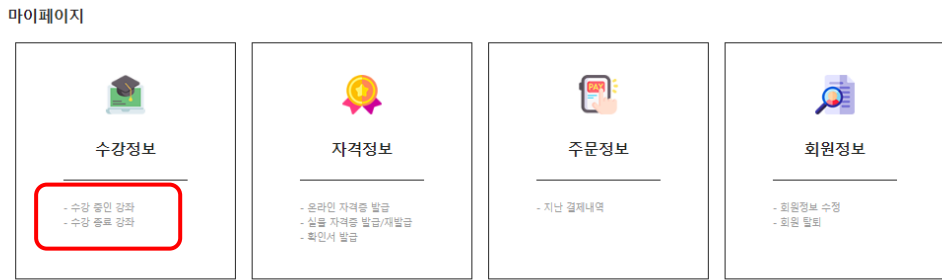 마이페이지
수강정보
- 수강 중인 강좌
- 수강 종료 강좌
자격정보
- 온라인 자격증 발급
- 실물 자격증 발급/재발급
- 확인서 발급
PAY
주문정보
- 지난 결제내역
회원정보
- 회원정보 수정
- 회원 탈퇴